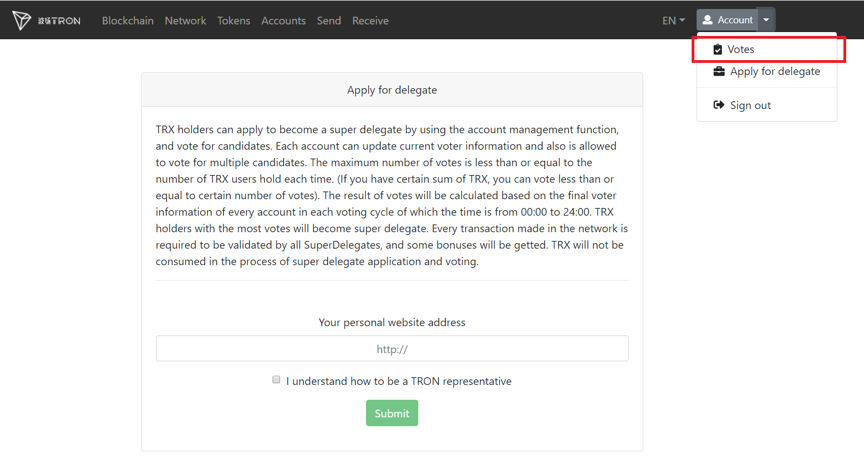 波场TRON Blockchain Network Tokens Accounts Send Receive EN Account
Votes
Apply for delegate
Sign out
Apply for delegate
TRX holders can apply to become a super delegate by using the account management function,
and vote for candidates. Each account can update current voter information and also is allowed
to vote for multiple candidates. The maximum number of votes is less than or equal to the
number of TRX users hold each time. (If you have certain sum of TRX, you can vote less than or
equal to certain number of votes). The result of votes will be calculated based on the final voter
information of every account in each voting cycle of which the time is from 00:00 to 24:00. TRX
holders with the most votes will become super delegate. Every transaction made in the network is
required to be validated by all SuperDelegates, and some bonuses will be getted. TRX will not be
consumed in the process of super delegate application and voting.
Your personal website address
http://
I understand how to be a TRON representative
Submit